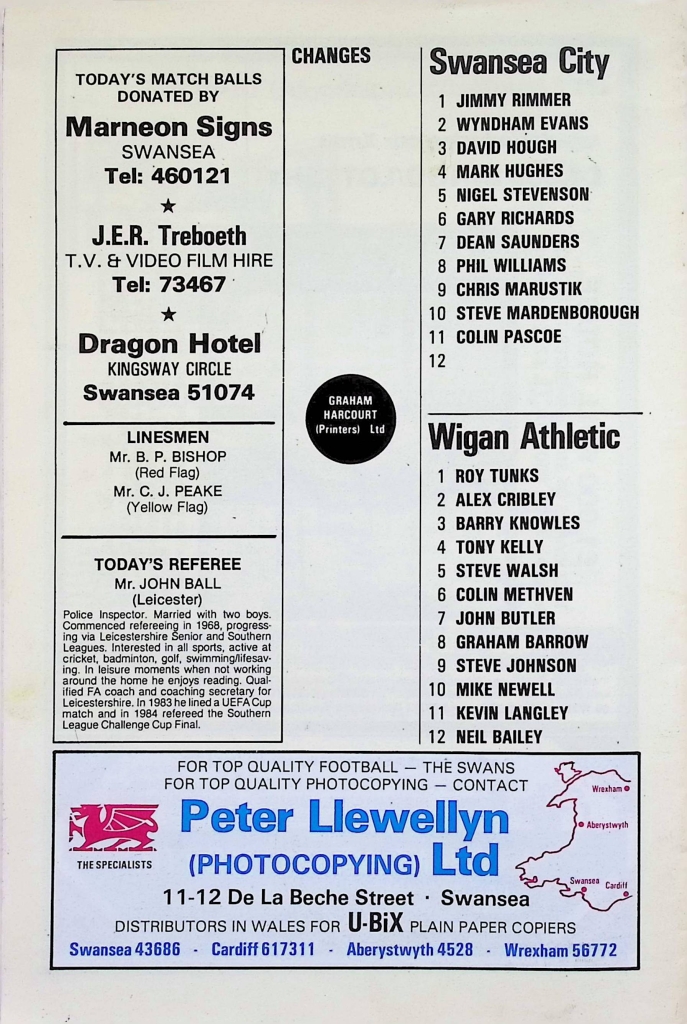 TODAY'S MATCH BALLS
DONATED BY
Marneon Signs
SWANSEA
Tel: 460121
J.E.R. Treboeth
T.V. & VIDEO FILM HIRE
Tel: 73467
Dragon Hotel
KINGSWAY CIRCLE
Swansea 51074
LINESMEN
Mr. B. P. BISHOP
(Red Flag)
Mr. C. J. PEAKE
(Yellow Flag)
TODAY'S REFEREE
Mr. JOHN BALL
(Leicester)
Police Inspector. Married with two boys.
Commenced refereeing in 1968, progress-
ing via Leicestershire Senior and Southern
Leagues. Interested in all sports, active at
cricket, badminton, golf, swimming/lifesav-
ing. In leisure moments when not working
around the home he enjoys reading. Qual-
ified FA coach and coaching secretary for
Leicestershire. In 1983 he lined a UEFA Cup
match and in 1984 refereed the Southern
League Challenge Cup Final.
CHANGES
GRAHAM
HARCOURT
(Printers) Ltd
Swansea City
1 JIMMY RIMMER
2 WYNDHAM EVANS
3 DAVID HOUGH
4 MARK HUGHES
5 NIGEL STEVENSON
6 GARY RICHARDS
7 DEAN SAUNDERS
8 PHIL WILLIAMS
9 CHRIS MARUSTIK
10 STEVE MARDENBOROUGH
11 COLIN PASCOE
12
Wigan Athletic
1 ROY TUNKS
2 ALEX CRIBLEY
3 BARRY KNOWLES
4 TONY KELLY
5 STEVE WALSH
6 COLIN METHVEN
7 JOHN BUTLER
8 GRAHAM BARROW
9 STEVE JOHNSON
10 MIKE NEWELL
11 KEVIN LANGLEY
12 NEIL BAILEY
FOR TOP QUALITY FOOTBALL — THE SWANS
FOR TOP QUALITY PHOTOCOPYING — CONTACT
Peter Llewellyn
(PHOTOCOPYING) Ltd
THE SPECIALISTS
11-12 De La Beche Street · Swansea
DISTRIBUTORS IN WALES FOR U-BiX PLAIN PAPER COPIERS
Swansea 43686 - Cardiff 617311 - Aberystwyth 4528 - Wrexham 56772
Wrexham
Aberystwyth
Swansea
Cardiff